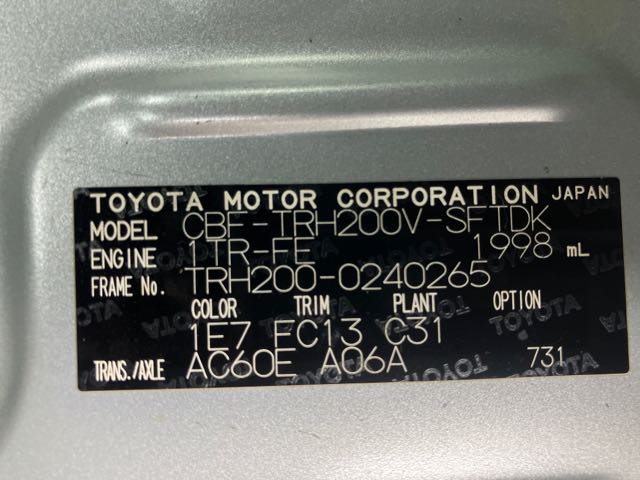 TOYOTA MOTOR CORPORATION JAPAN
MODEL CBF-TRH200V-SFTDK
ENGINE 1TR-FE 1998 mL
FRAME No. TRH200-0240265
COLOR TRIM PLANT OPTION
1E7 FC13 C31
TRANS./AXLE AC60E A06A 731